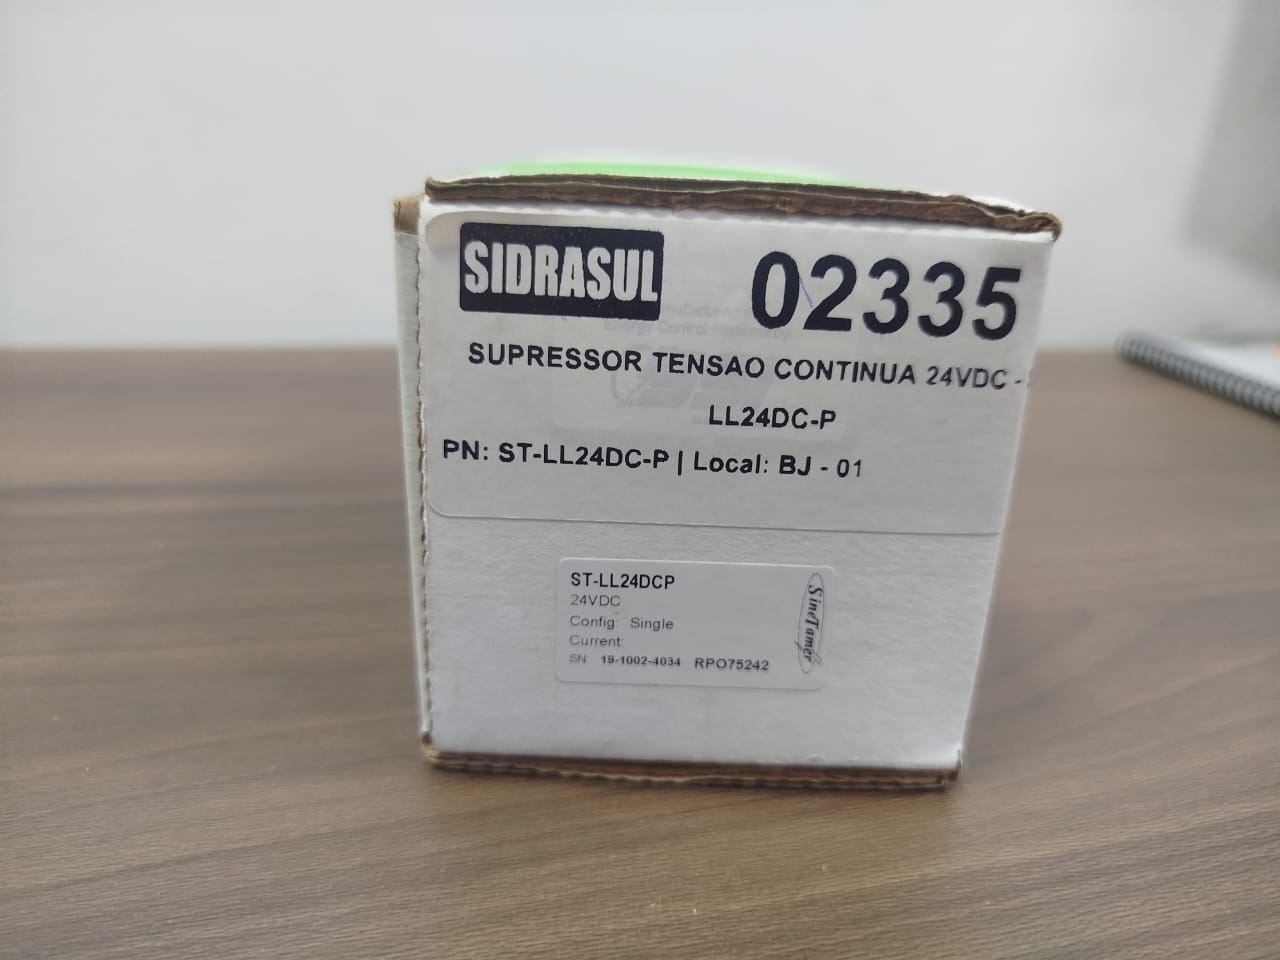 SIDRASUL
02335
SUPRESSOR TENSAO CONTINUA 24VDC -
LL24DC-P
PN: ST-LL24DC-P | Local: BJ - 01
ST-LL24DCP
24VDC
Config: Single
Current:
SN 19-1002-4034 RPO75242
SineTamer